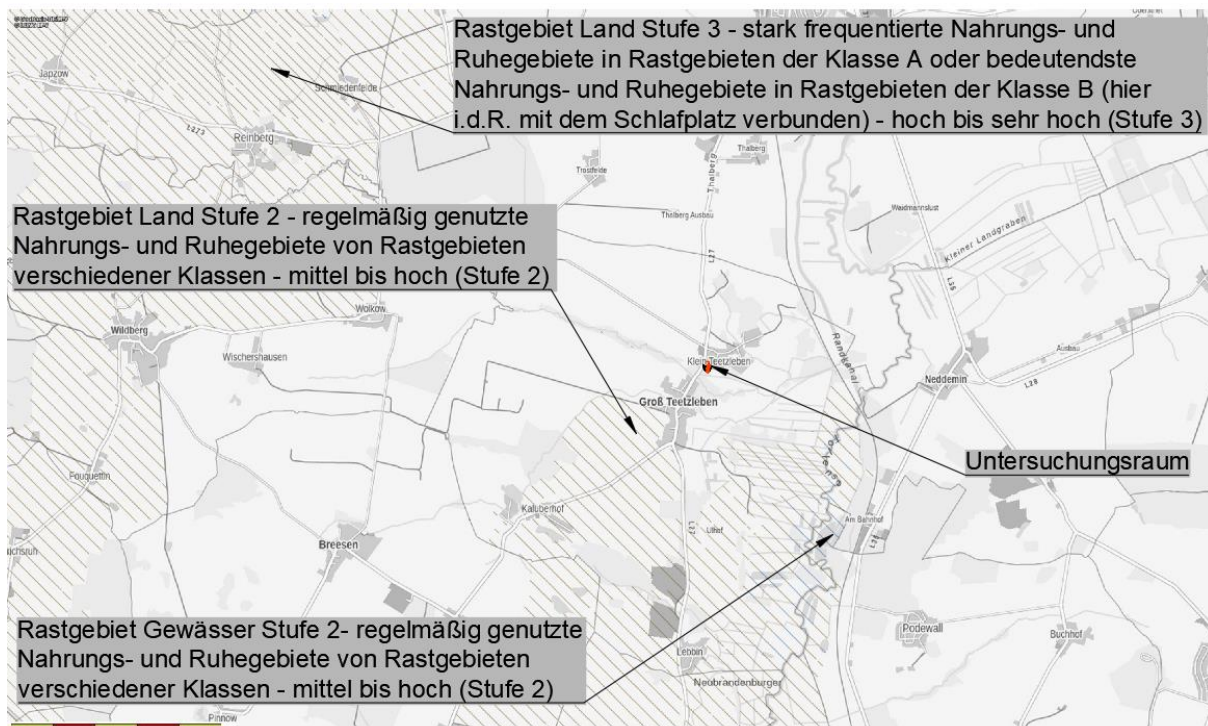 Rastgebiet Land Stufe 3 - stark frequentierte Nahrungs- und
Ruhegebiete in Rastgebieten der Klasse A oder bedeutendste
Nahrungs- und Ruhegebiete in Rastgebieten der Klasse B (hier
i.d.R. mit dem Schlafplatz verbunden) - hoch bis sehr hoch (Stufe 3)
Japzow
Schmiedenfelde
L273
Reinberg
Thalberg
Thalberg
Trostfelde
Rastgebiet Land Stufe 2 - regelmäßig genutzte
Nahrungs- und Ruhegebiete von Rastgebieten
verschiedener Klassen - mittel bis hoch (Stufe 2)
Thalberg Ausbau
L27
Waidmannslust
Kleiner Landgraben
L35
Wolkow
Wildberg
Wischershausen
Klein Teetzleben
Randkanal
Ausbau
Neddemin
L28
Groß Teetzleben
Untersuchungsraum
Fouquettin
Kaluberhof
L27
Ulhof
Am Bahnhof
Breesen
Rastgebiet Gewässer Stufe 2- regelmäßig genutzte
Nahrungs- und Ruhegebiete von Rastgebieten
verschiedener Klassen - mittel bis hoch (Stufe 2)
Podewall
Buchhof
Lebbin
Neubrandenburger
Pinnow